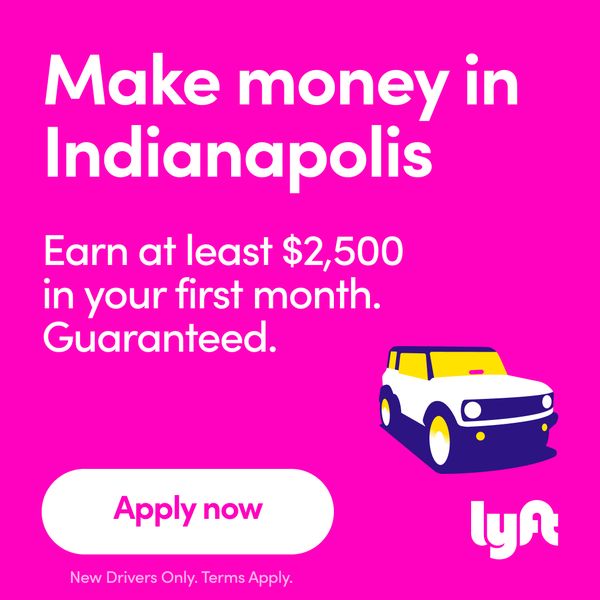 Make money in
Indianapolis
Earn at least $2,500
in your first month.
Guaranteed.
Apply now
lyft
New Drivers Only. Terms Apply.